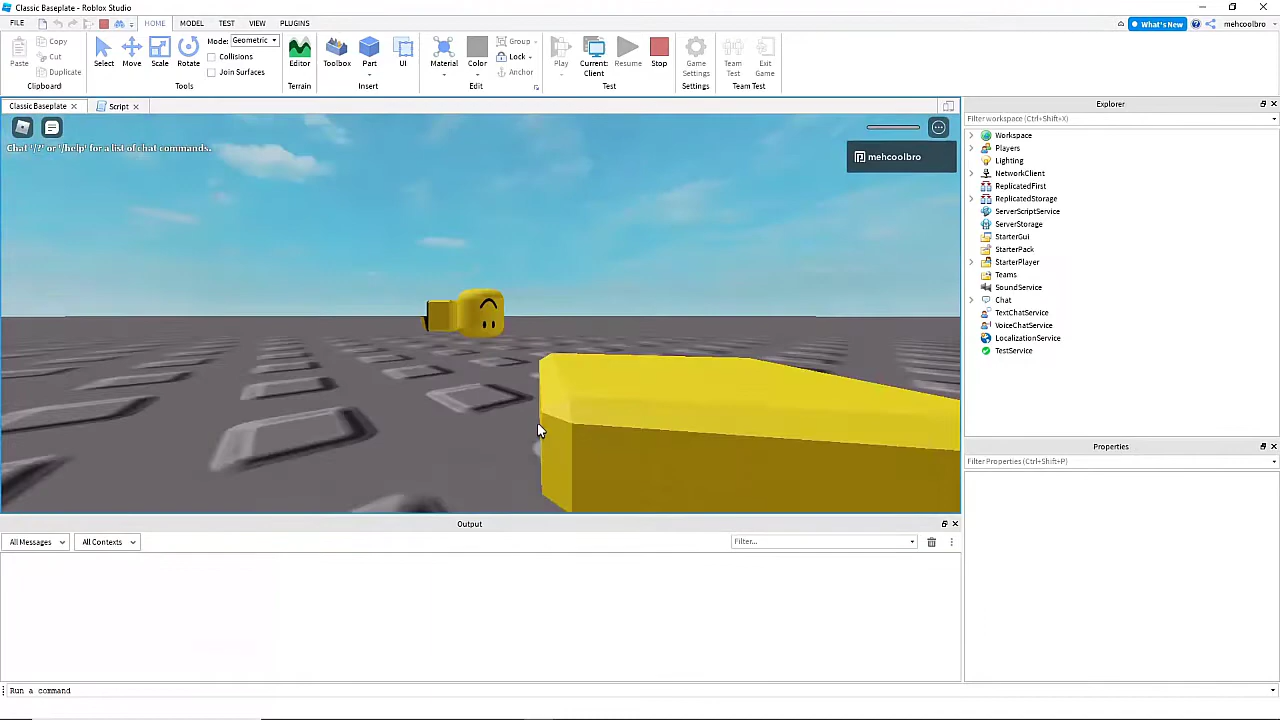 Classic Baseplate - Roblox Studio
FILE HOME MODEL TEST VIEW PLUGINS What's New mehcoolbro
Paste Copy Cut Duplicate Clipboard
Select Move Scale Rotate Mode: Geometric Collisions Join Surfaces Tools
Editor Terrain
Toolbox Part UI Insert
Material Color Group Lock Anchor Edit
Play Current: Client Resume Stop Test
Game Settings Settings
Team Test Exit Game Team Test
Classic Baseplate Script
Chat '/?' or '/help' for a list of chat commands.
mehcoolbro
Explorer
Filter workspace (Ctrl+Shift+X)
Workspace
Players
Lighting
NetworkClient
ReplicatedFirst
ReplicatedStorage
ServerScriptService
ServerStorage
StarterGui
StarterPack
StarterPlayer
Teams
SoundService
Chat
TextChatService
VoiceChatService
LocalizationService
TestService
Properties
Filter Properties (Ctrl+Shift+P)
Output
All Messages All Contexts Filter...
Run a command